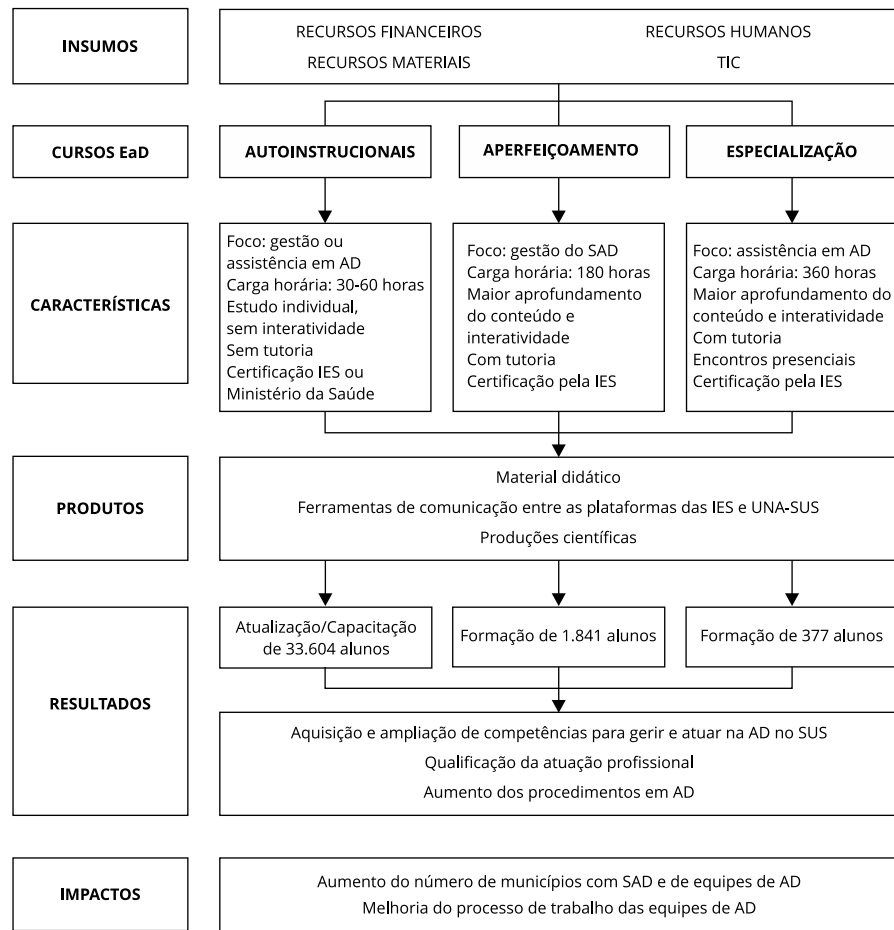 INSUMOS
RECURSOS FINANCEIROS
RECURSOS HUMANOS
RECURSOS MATERIAIS
TIC
CURSOS EaD
AUTOINSTRUCIONAIS
APERFEIÇOAMENTO
ESPECIALIZAÇÃO
CARACTERÍSTÍCAS
Foco: gestão ou
assistência em AD
Carga horária: 30-60 horas
Estudo individual,
sem interatividade
Sem tutoria
Certificação IES ou
Ministério da Saúde
Foco: gestão do SAD
Carga horária: 180 horas
Maior aprofundamento
do conteúdo e
interatividade
Com tutoria
Certificação pela IES
Foco: assistência em AD
Carga horária: 360 horas
Maior aprofundamento do
conteúdo e interatividade
Com tutoria
Encontros presenciais
Certificação pela IES
PRODUTOS
Material didático
Ferramentas de comunicação entre as plataformas das IES e UNA-SUS
Produções científicas
RESULTADOS
Atualização/Capacitação
de 33.604 alunos
Formação de 1.841 alunos
Formação de 377 alunos
Aquisição e ampliação de competências para gerir e atuar na AD no SUS
Qualificação da atuação profissional
Aumento dos procedimentos em AD
IMPACTOS
Aumento do número de municípios com SAD e de equipes de AD
Melhoria do processo de trabalho das equipes de AD